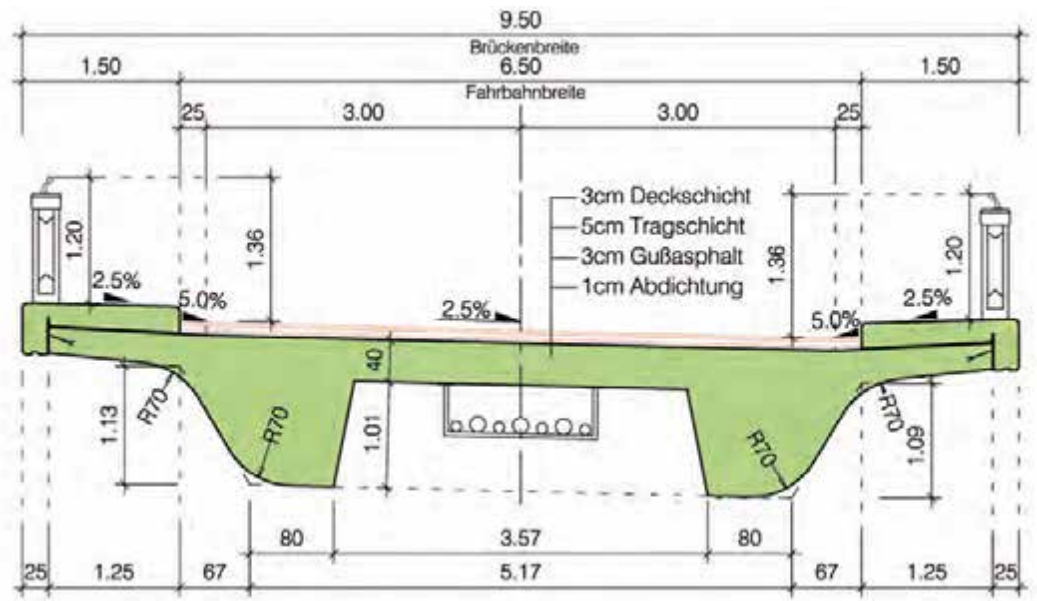 9.50
Brückenbreite
1.50 6.50 1.50
Fahrbahnbreite
25 3.00 3.00 25
3cm Deckschicht
5cm Tragschicht
3cm Gußasphalt
1cm Abdichtung
1.20 1.36 1.36 1.20
2.5% 5.0% 2.5% 5.0% 2.5%
40
1.13 R70 R70 1.01 R70 R70 1.09
80 3.57 80
25 1.25 67 5.17 67 1.25 25